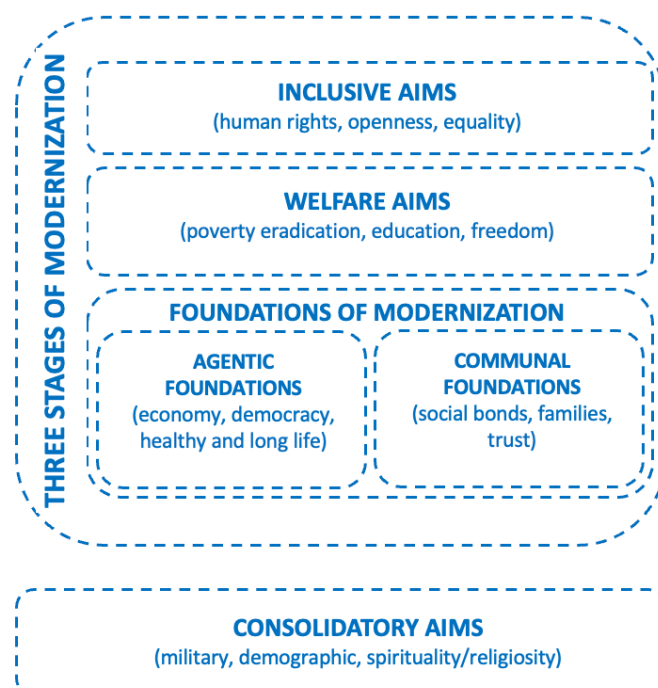 THREE STAGES OF MODERNIZATION
INCLUSIVE AIMS
(human rights, openness, equality)
WELFARE AIMS
(poverty eradication, education, freedom)
FOUNDATIONS OF MODERNIZATION
AGENTIC
FOUNDATIONS
(economy, democracy,
healthy and long life)
COMMUNAL
FOUNDATIONS
(social bonds, families,
trust)
CONSOLIDATORY AIMS
(military, demographic, spirituality/religiosity)